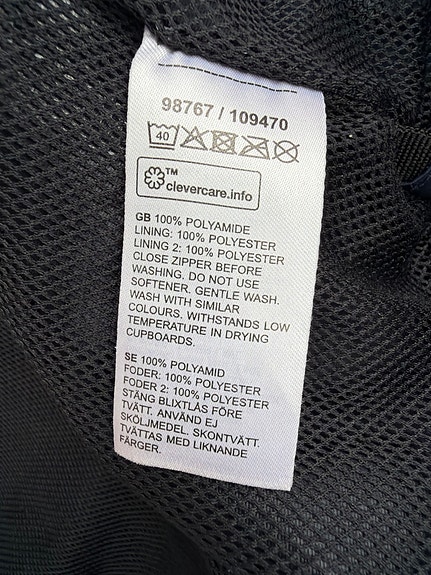 98767 / 109470
40
TM
clevercare.info
GB 100% POLYAMIDE
LINING: 100% POLYESTER
LINING 2: 100% POLYESTER
CLOSE ZIPPER BEFORE
WASHING. DO NOT USE
SOFTENER. GENTLE WASH.
WASH WITH SIMILAR
COLOURS. WITHSTANDS LOW
TEMPERATURE IN DRYING
CUPBOARDS.
SE 100% POLYAMID
FODER: 100% POLYESTER
FODER 2: 100% POLYESTER
STÄNG BLIXTLÅS FÖRE
TVÄTT. ANVÄND EJ
SKÖLJMEDEL. SKONTVÄTT.
TVÄTTAS MED LIKNANDE
FÄRGER.